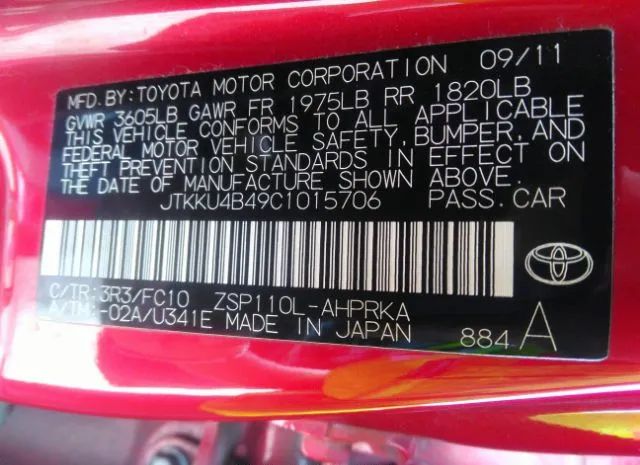 MFD. BY: TOYOTA MOTOR CORPORATION 09/11
GVWR 3605LB GAWR FR 1975LB RR 1820LB
THIS VEHICLE CONFORMS TO ALL APPLICABLE
FEDERAL MOTOR VEHICLE SAFETY, BUMPER, AND
THEFT PREVENTION STANDARDS IN EFFECT ON
THE DATE OF MANUFACTURE SHOWN ABOVE.
JTKKU4B49C1015706 PASS. CAR
C/TR: 3R3/FC10 ZSP110L-AHPRKA
A/TM: -02A/U341E MADE IN JAPAN 884 A